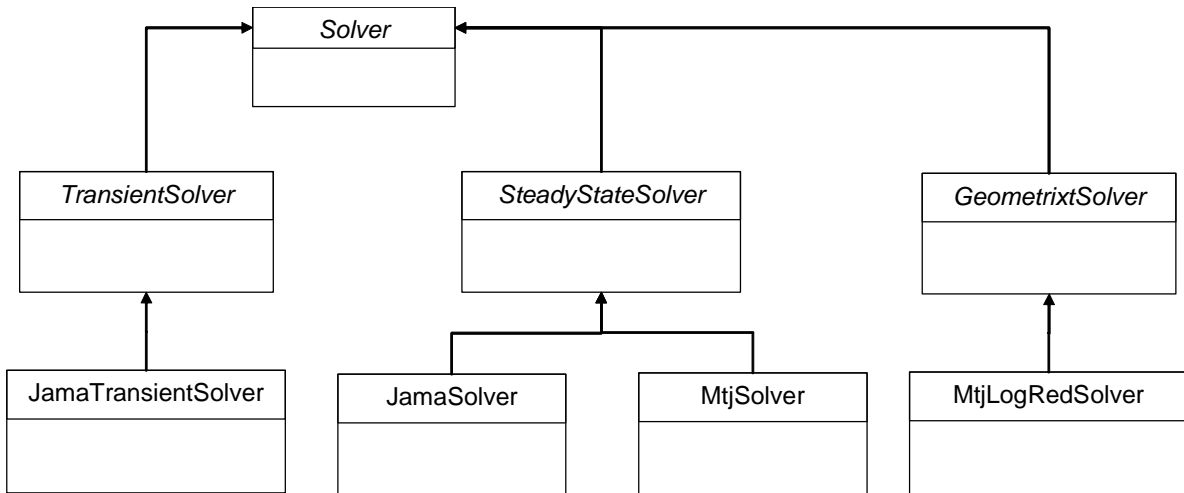 Solver
TransientSolver
SteadyStateSolver
GeometrixtSolver
JamaTransientSolver
JamaSolver
MtjSolver
MtjLogRedSolver